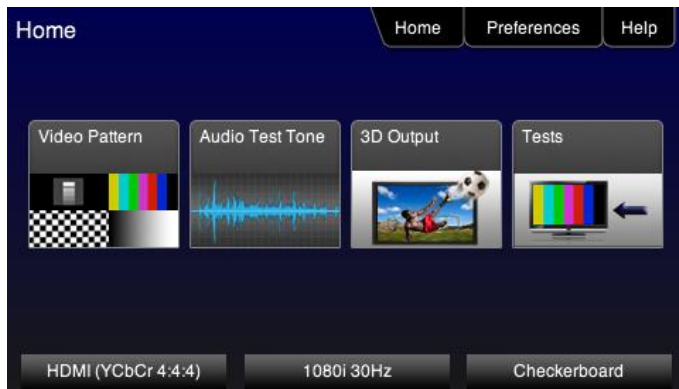 Home
Home
Preferences
Help
Video Pattern
Audio Test Tone
3D Output
Tests
HDMI (YCbCr 4:4:4)
1080i 30Hz
Checkerboard